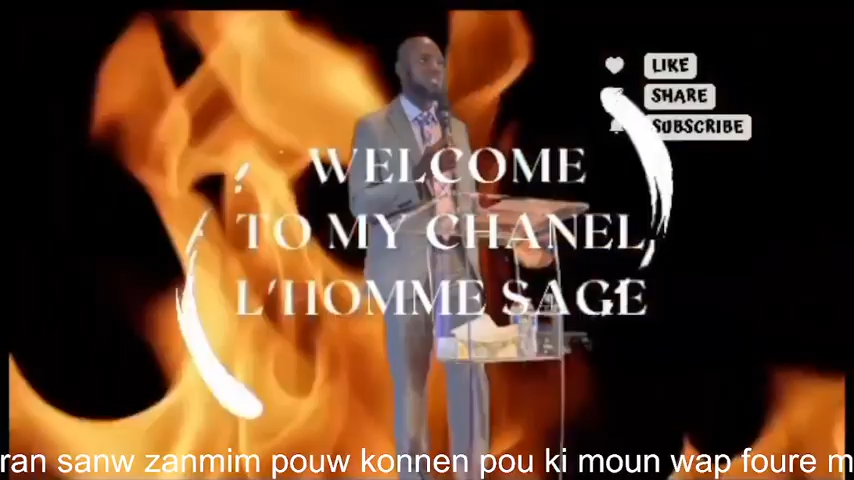 LIKE
SHARE
SUBSCRIBE
WELCOME
TO MY CHANEL
L'HOMME SAGE
ran sanw zanmim pouw konnen pou ki moun wap foure m